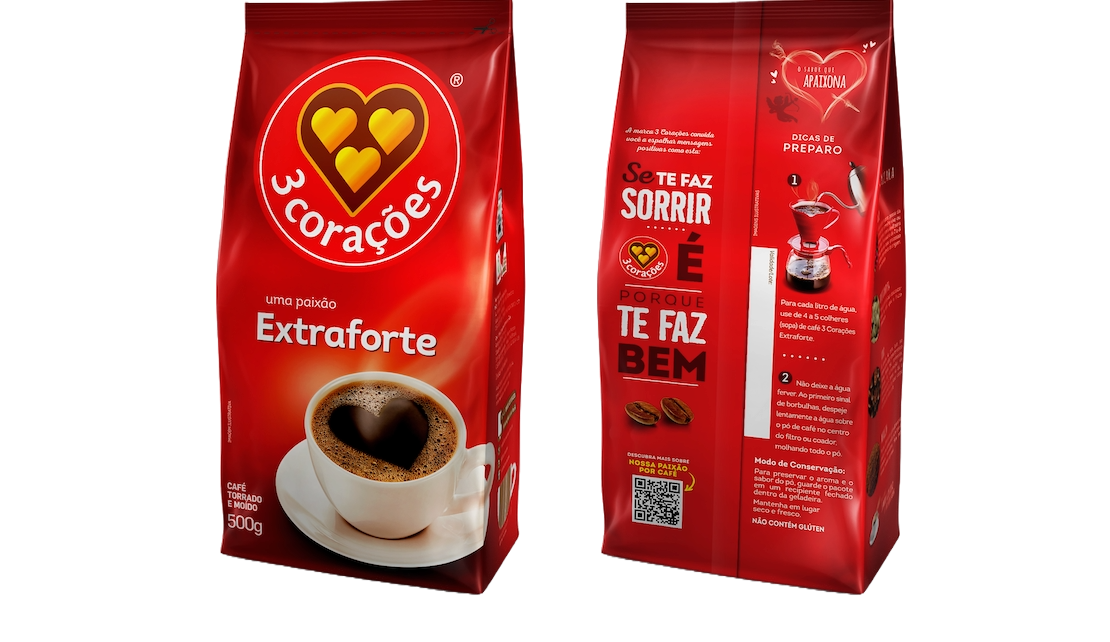 3 corações
®
uma paixão
Extraforte
CAFÉ
TORRADO
E MOÍDO
500g
A marca 3 Corações convida
você a espalhar mensagens
positivas como esta:
Se TE FAZ
SORRIR
3 corações
É
PORQUE
TE FAZ
BEM
DESCUBRA MAIS SOBRE
NOSSA PAIXÃO
POR CAFÉ
O SABOR QUE
APAIXONA
DICAS DE
PREPARO
1
Para cada litro de água,
use de 4 a 5 colheres
(sopa) de café 3 Corações
Extraforte.
2 Não deixe a água
ferver. Ao primeiro sinal
de borbulhas, despeje
lentamente a água sobre
o pó de café no centro
do filtro ou coador,
molhando todo o pó.
Modo de Conservação:
Para preservar o aroma e o
sabor do pó, guarde o pacote
em um recipiente fechado
dentro da geladeira.
Mantenha em lugar
seco e fresco.
NÃO CONTÉM GLÚTEN